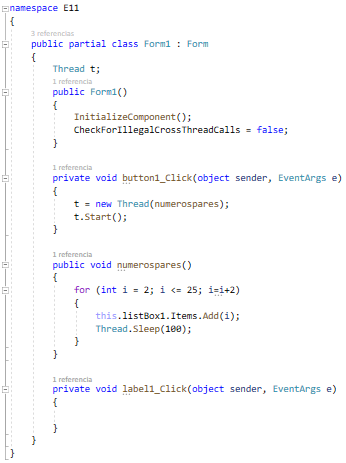 namespace E11
{
3 referencias
public partial class Form1 : Form
{
Thread t;
1 referencia
public Form1()
{
InitializeComponent();
CheckForIllegalCrossThreadCalls = false;
}
1 referencia
private void button1_Click(object sender, EventArgs e)
{
t = new Thread(numerospares);
t.Start();
}
1 referencia
public void numerospares()
{
for (int i = 2; i <= 25; i=i+2)
{
this.listBox1.Items.Add(i);
Thread.Sleep(100);
}
}
1 referencia
private void label1_Click(object sender, EventArgs e)
{
}
}
}